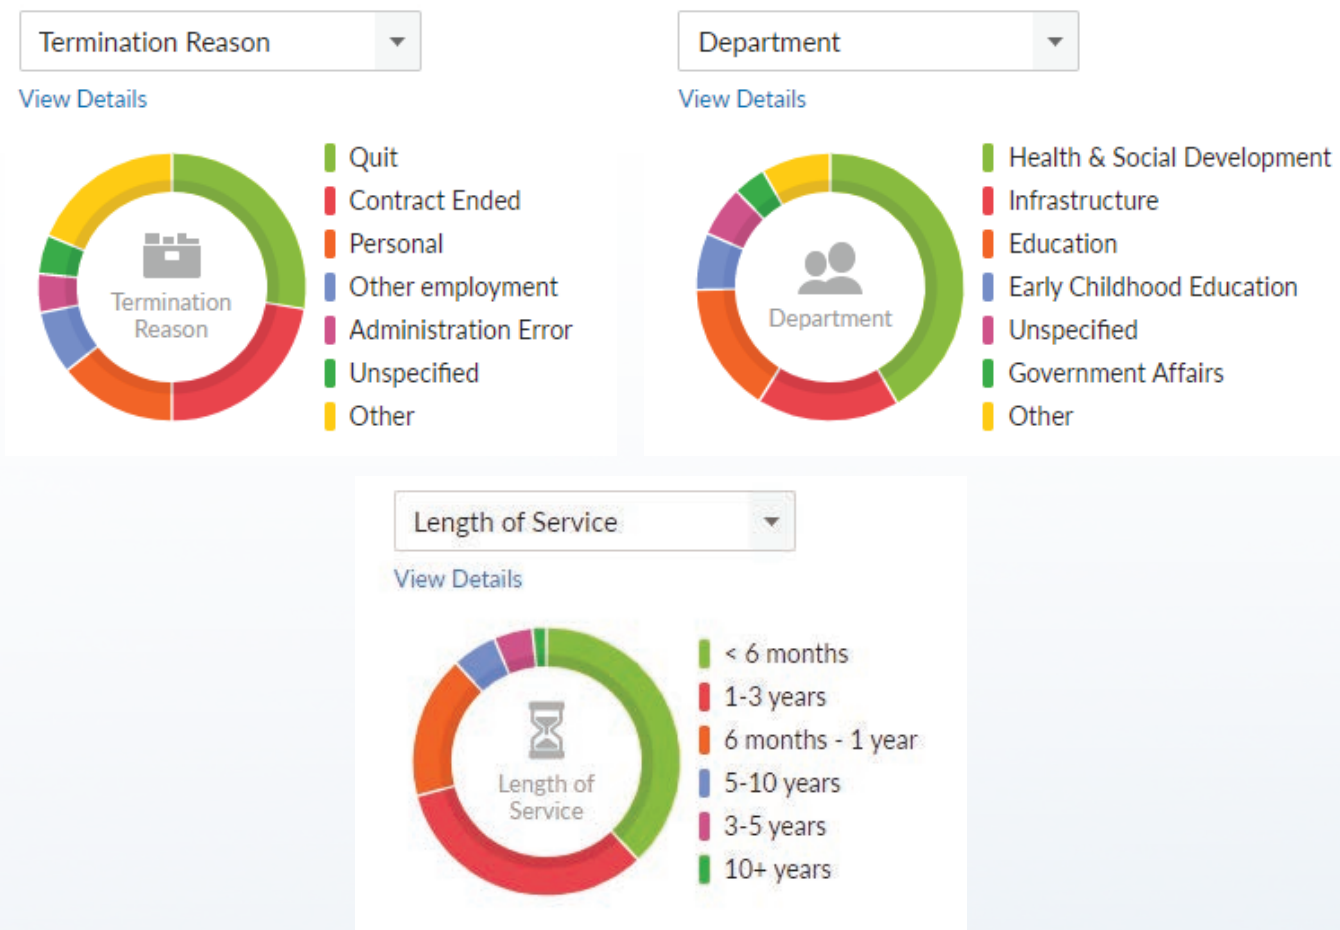 Termination Reason
View Details
Termination
Reason
Quit
Contract Ended
Personal
Other employment
Administration Error
Unspecified
Other
Department
View Details
Department
Health & Social Development
Infrastructure
Education
Early Childhood Education
Unspecified
Government Affairs
Other
Length of Service
View Details
Length of
Service
< 6 months
1-3 years
6 months - 1 year
5-10 years
3-5 years
10+ years